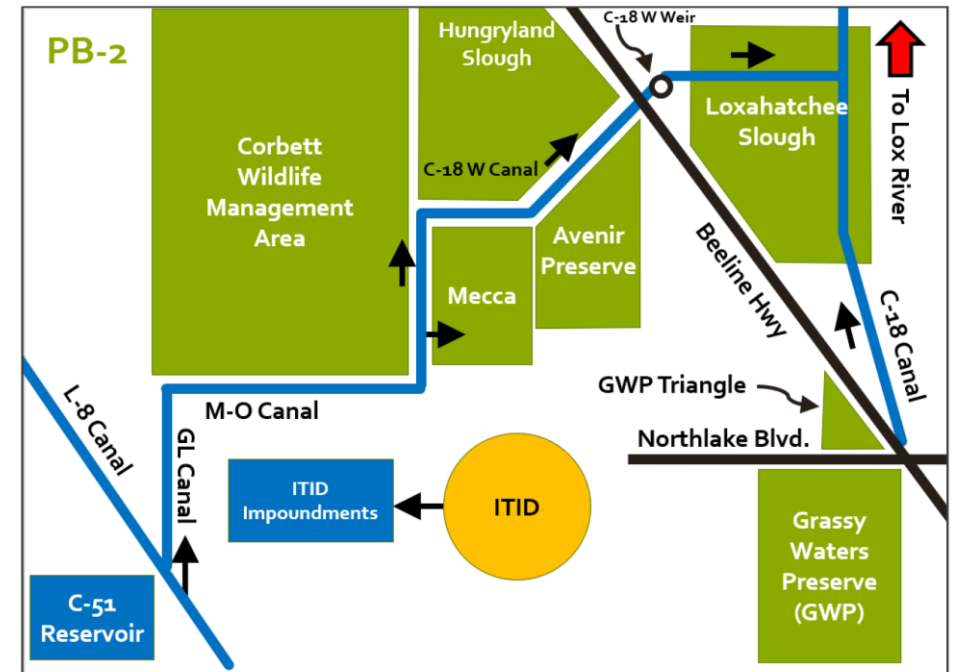 PB-2
Hungryland
Slough
C-18 W Weir
Loxahatchee
Slough
To Lox River
Corbett
Wildlife
Management
Area
C-18 W Canal
Avenir
Preserve
Mecca
Beeline Hwy
C-18 Canal
L-8 Canal
M-O Canal
GL Canal
GWP Triangle
Northlake Blvd.
ITID
Impoundments
ITID
Grassy
Waters
Preserve
(GWP)
C-51
Reservoir